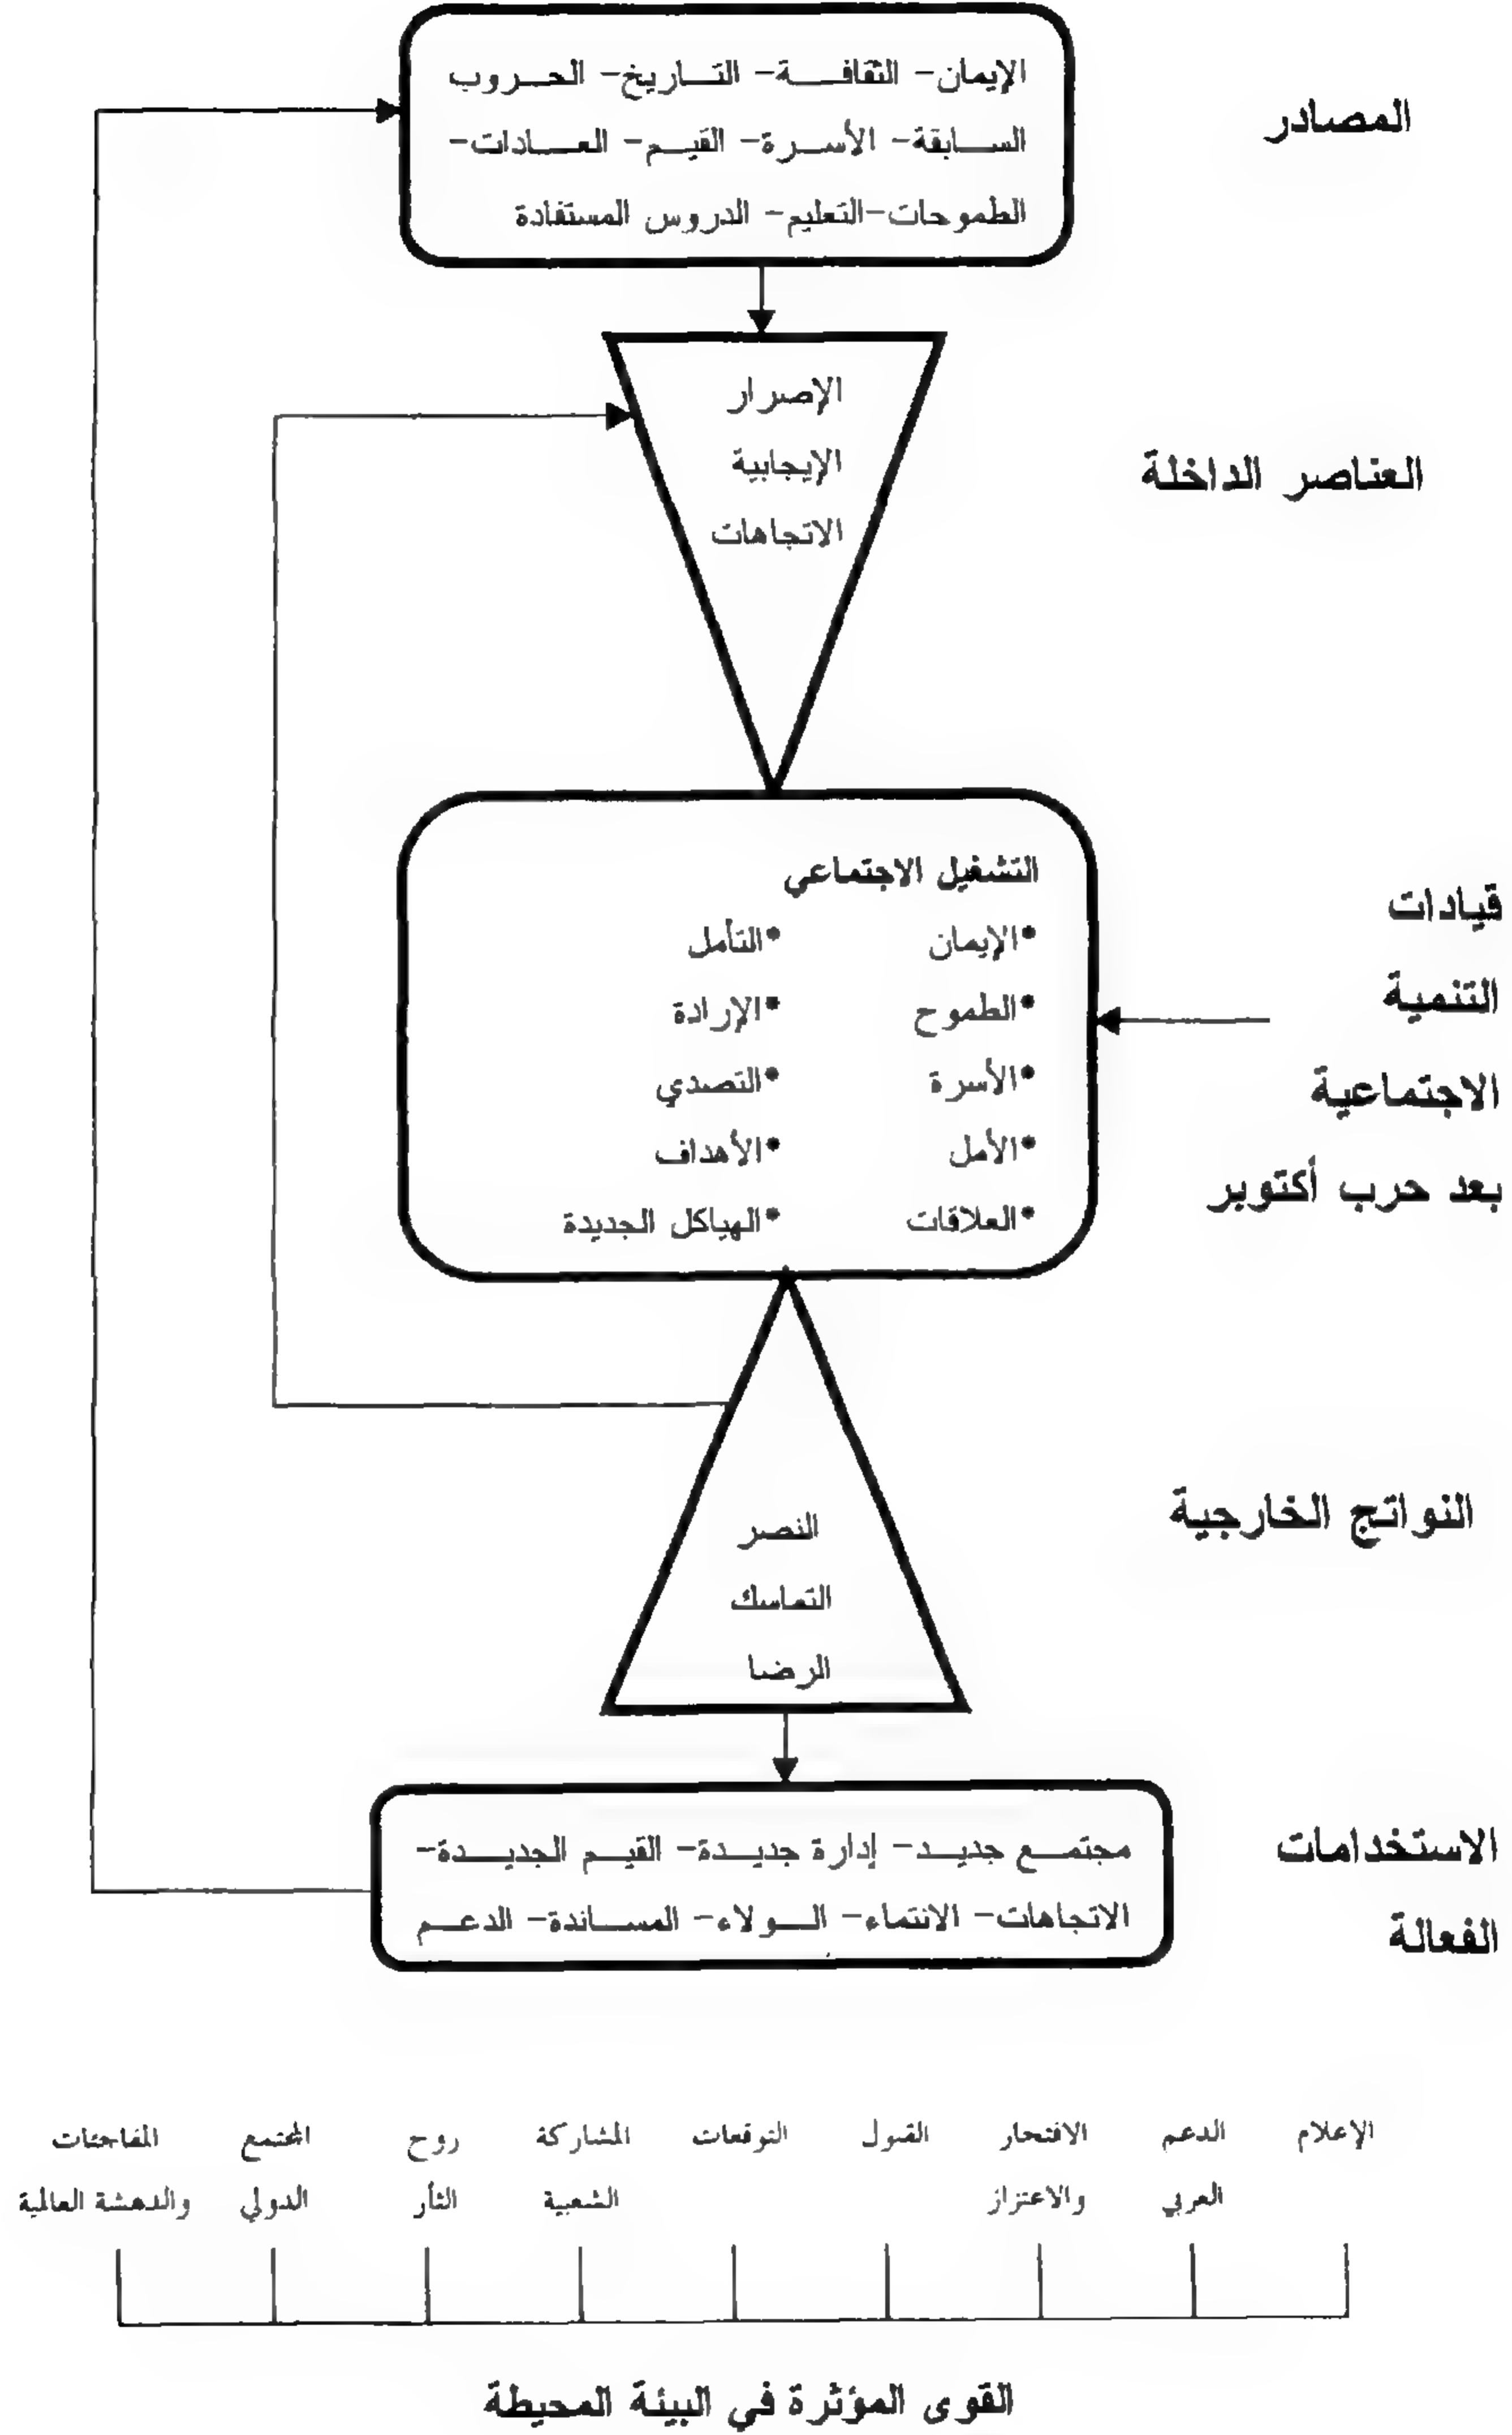 المصادر
الإيمان- الثقافة- التاريخ- الحروب
السابقة- الأسرة- القيم- العادات-
الطموحات-التعليم- الدروس المستفادة
العناصر الداخلة
الإصرار
الإيجابية
الاتجاهات
قيادات
التنمية
الاجتماعية
بعد حرب أكتوبر
التشغيل الاجتماعي
•الإيمان •التأمل
•الطموح •الإرادة
•الأسرة •التصدي
•الأمل •الأهداف
•العلاقات •الهياكل الجديدة
النواتج الخارجية
النصر
التماسك
الرضا
الاستخدامات
الفعالة
مجتمع جديد- إدارة جديدة- القيم الجديدة-
الاتجاهات- الانتماء- الولاء- المساندة- الدعم
الإعلام الدعم الافتخار القبول التوقعات المشاركة روح المجتمع المفاجئات
العربي والاعتزاز الشعبية الثأر الدولي والدهشة العالمية
القوى المؤثرة في البيئة المحيطة